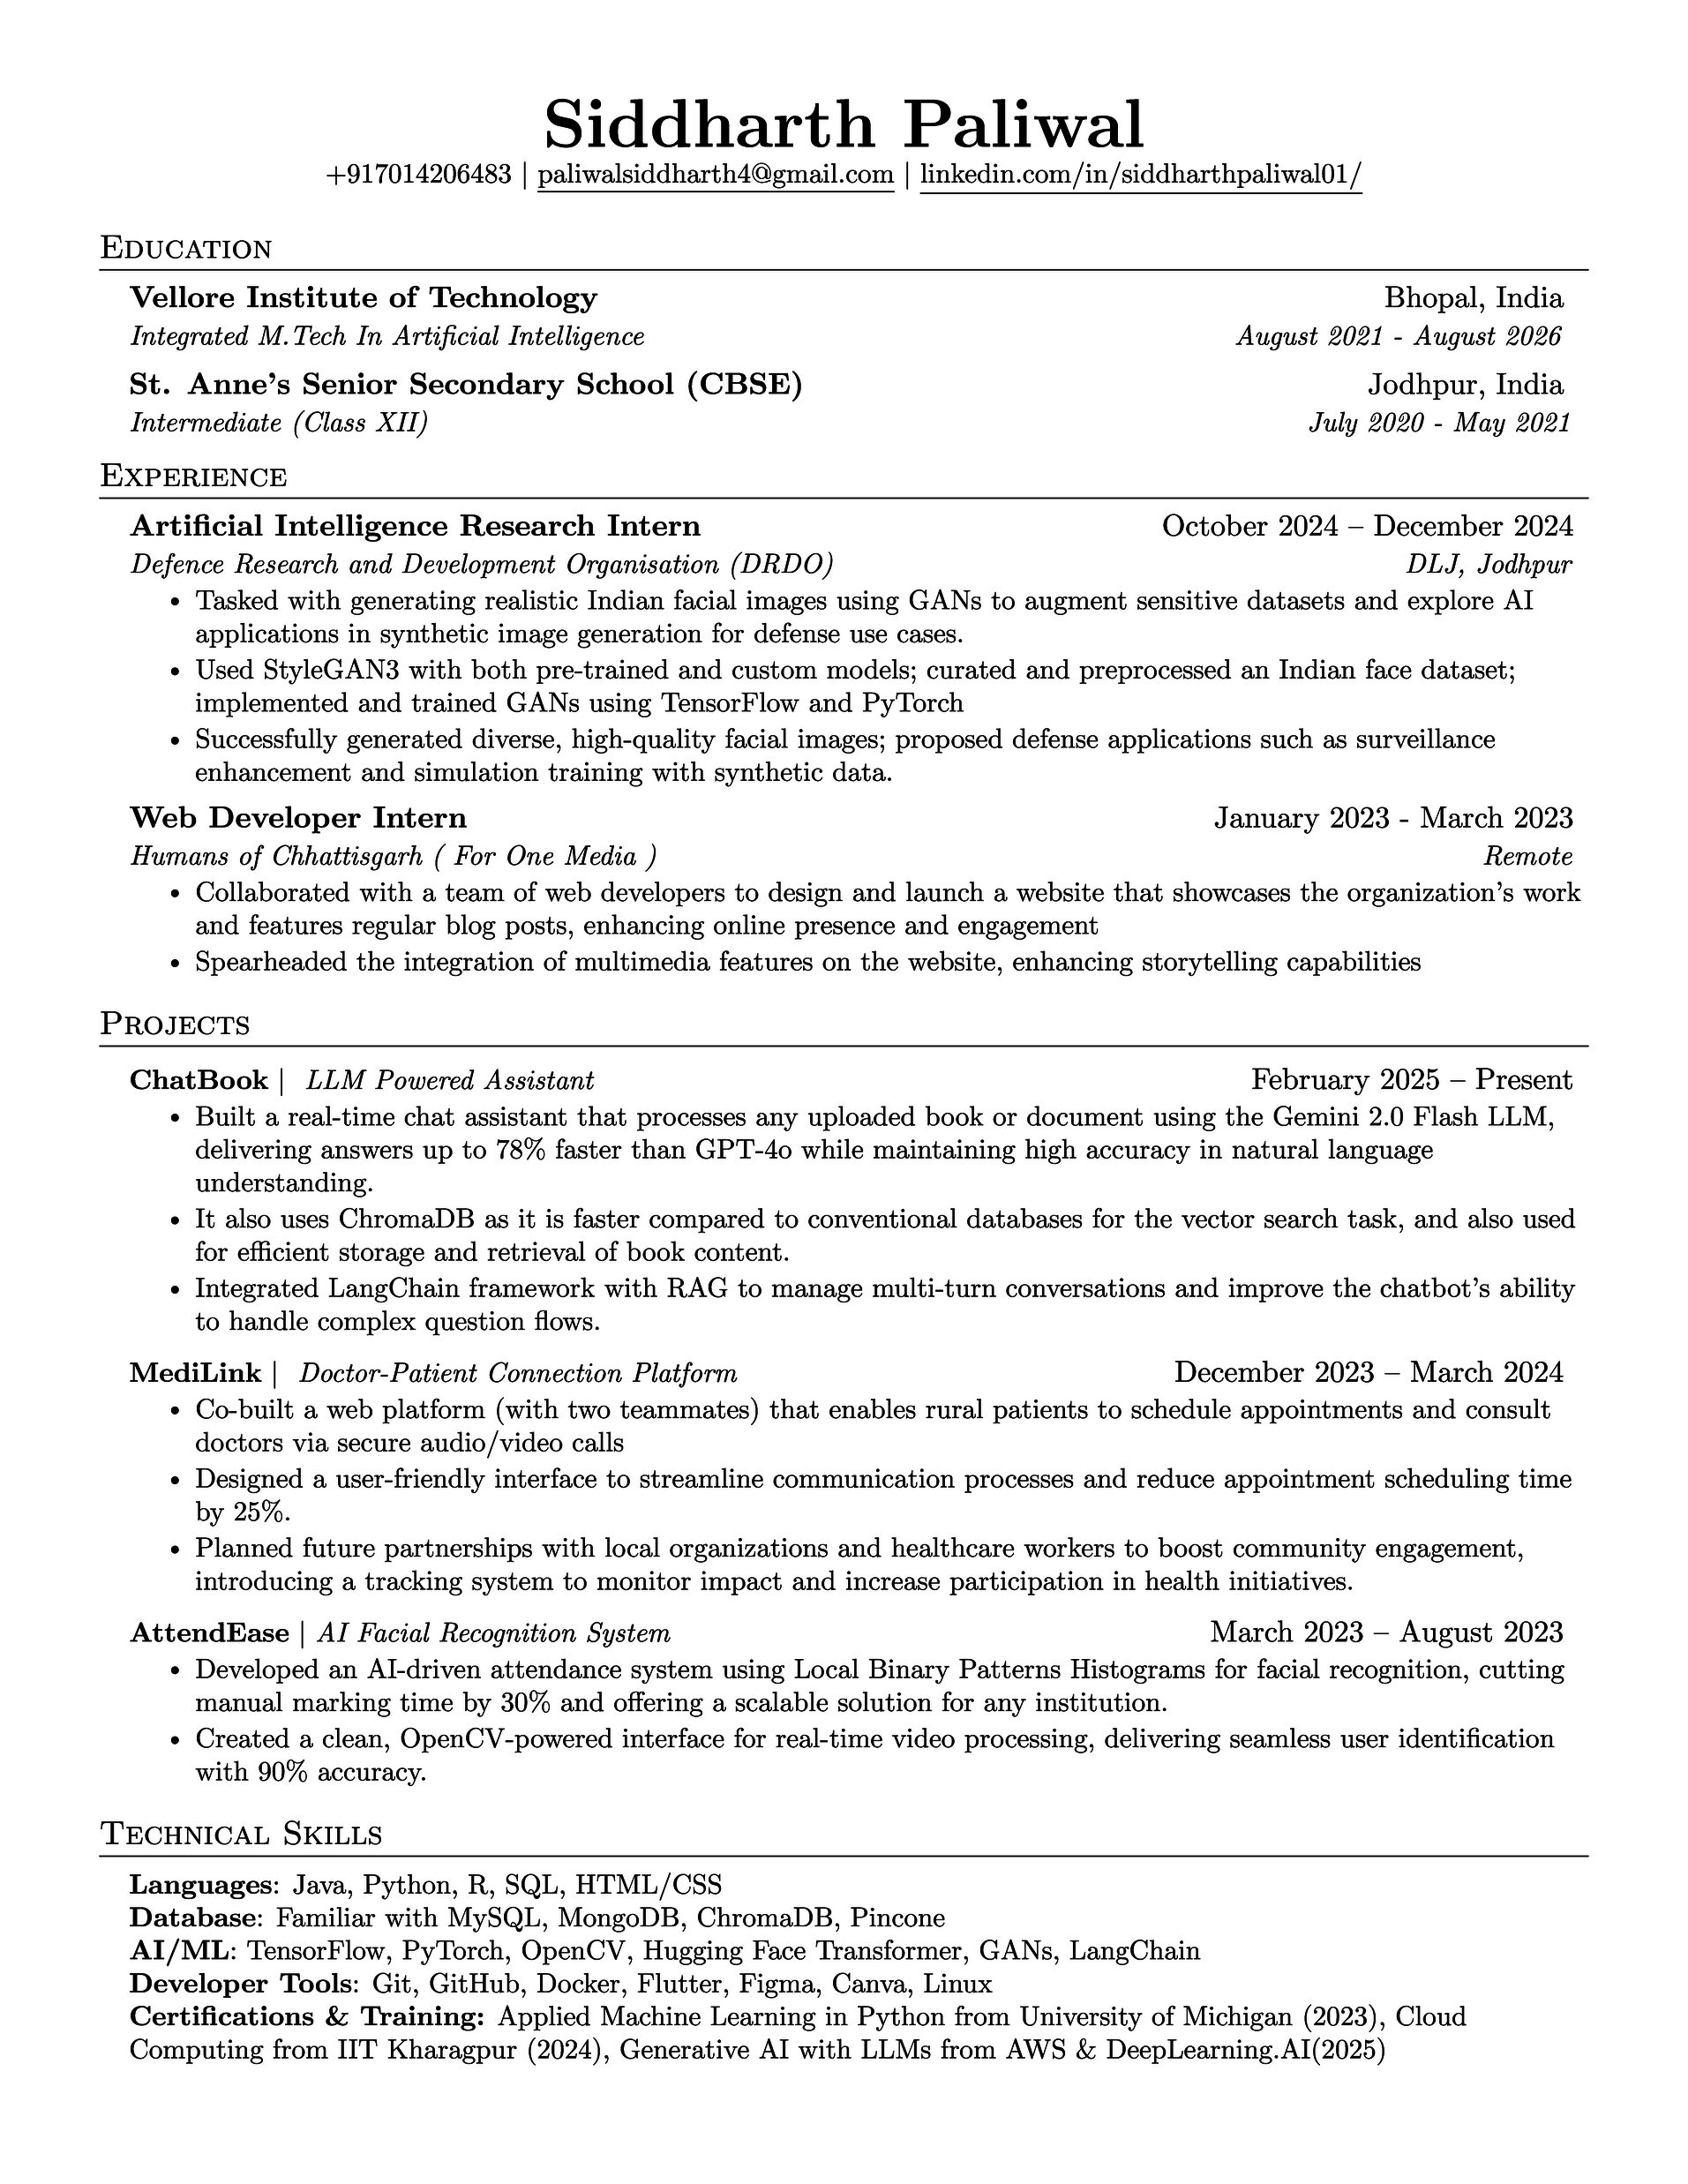 Siddharth Paliwal
+917014206483 | paliwalsiddharth4@gmail.com | linkedin.com/in/siddharthpaliwal01/
Education
Vellore Institute of Technology Bhopal, India
Integrated M.Tech In Artificial Intelligence August 2021 - August 2026
St. Anne's Senior Secondary School (CBSE) Jodhpur, India
Intermediate (Class XII) July 2020 - May 2021
Experience
Artificial Intelligence Research Intern October 2024 – December 2024
Defence Research and Development Organisation (DRDO) DLJ, Jodhpur
• Tasked with generating realistic Indian facial images using GANs to augment sensitive datasets and explore AI
applications in synthetic image generation for defense use cases.
• Used StyleGAN3 with both pre-trained and custom models; curated and preprocessed an Indian face dataset;
implemented and trained GANs using TensorFlow and PyTorch
• Successfully generated diverse, high-quality facial images; proposed defense applications such as surveillance
enhancement and simulation training with synthetic data.
Web Developer Intern January 2023 - March 2023
Humans of Chhattisgarh ( For One Media ) Remote
• Collaborated with a team of web developers to design and launch a website that showcases the organization's work
and features regular blog posts, enhancing online presence and engagement
• Spearheaded the integration of multimedia features on the website, enhancing storytelling capabilities
Projects
ChatBook | LLM Powered Assistant February 2025 – Present
• Built a real-time chat assistant that processes any uploaded book or document using the Gemini 2.0 Flash LLM,
delivering answers up to 78% faster than GPT-4o while maintaining high accuracy in natural language
understanding.
• It also uses ChromaDB as it is faster compared to conventional databases for the vector search task, and also used
for efficient storage and retrieval of book content.
• Integrated LangChain framework with RAG to manage multi-turn conversations and improve the chatbot's ability
to handle complex question flows.
MediLink | Doctor-Patient Connection Platform December 2023 – March 2024
• Co-built a web platform (with two teammates) that enables rural patients to schedule appointments and consult
doctors via secure audio/video calls
• Designed a user-friendly interface to streamline communication processes and reduce appointment scheduling time
by 25%.
• Planned future partnerships with local organizations and healthcare workers to boost community engagement,
introducing a tracking system to monitor impact and increase participation in health initiatives.
AttendEase | AI Facial Recognition System March 2023 – August 2023
• Developed an AI-driven attendance system using Local Binary Patterns Histograms for facial recognition, cutting
manual marking time by 30% and offering a scalable solution for any institution.
• Created a clean, OpenCV-powered interface for real-time video processing, delivering seamless user identification
with 90% accuracy.
Technical Skills
Languages: Java, Python, R, SQL, HTML/CSS
Database: Familiar with MySQL, MongoDB, ChromaDB, Pincone
AI/ML: TensorFlow, PyTorch, OpenCV, Hugging Face Transformer, GANs, LangChain
Developer Tools: Git, GitHub, Docker, Flutter, Figma, Canva, Linux
Certifications & Training: Applied Machine Learning in Python from University of Michigan (2023), Cloud
Computing from IIT Kharagpur (2024), Generative AI with LLMs from AWS & DeepLearning.AI(2025)